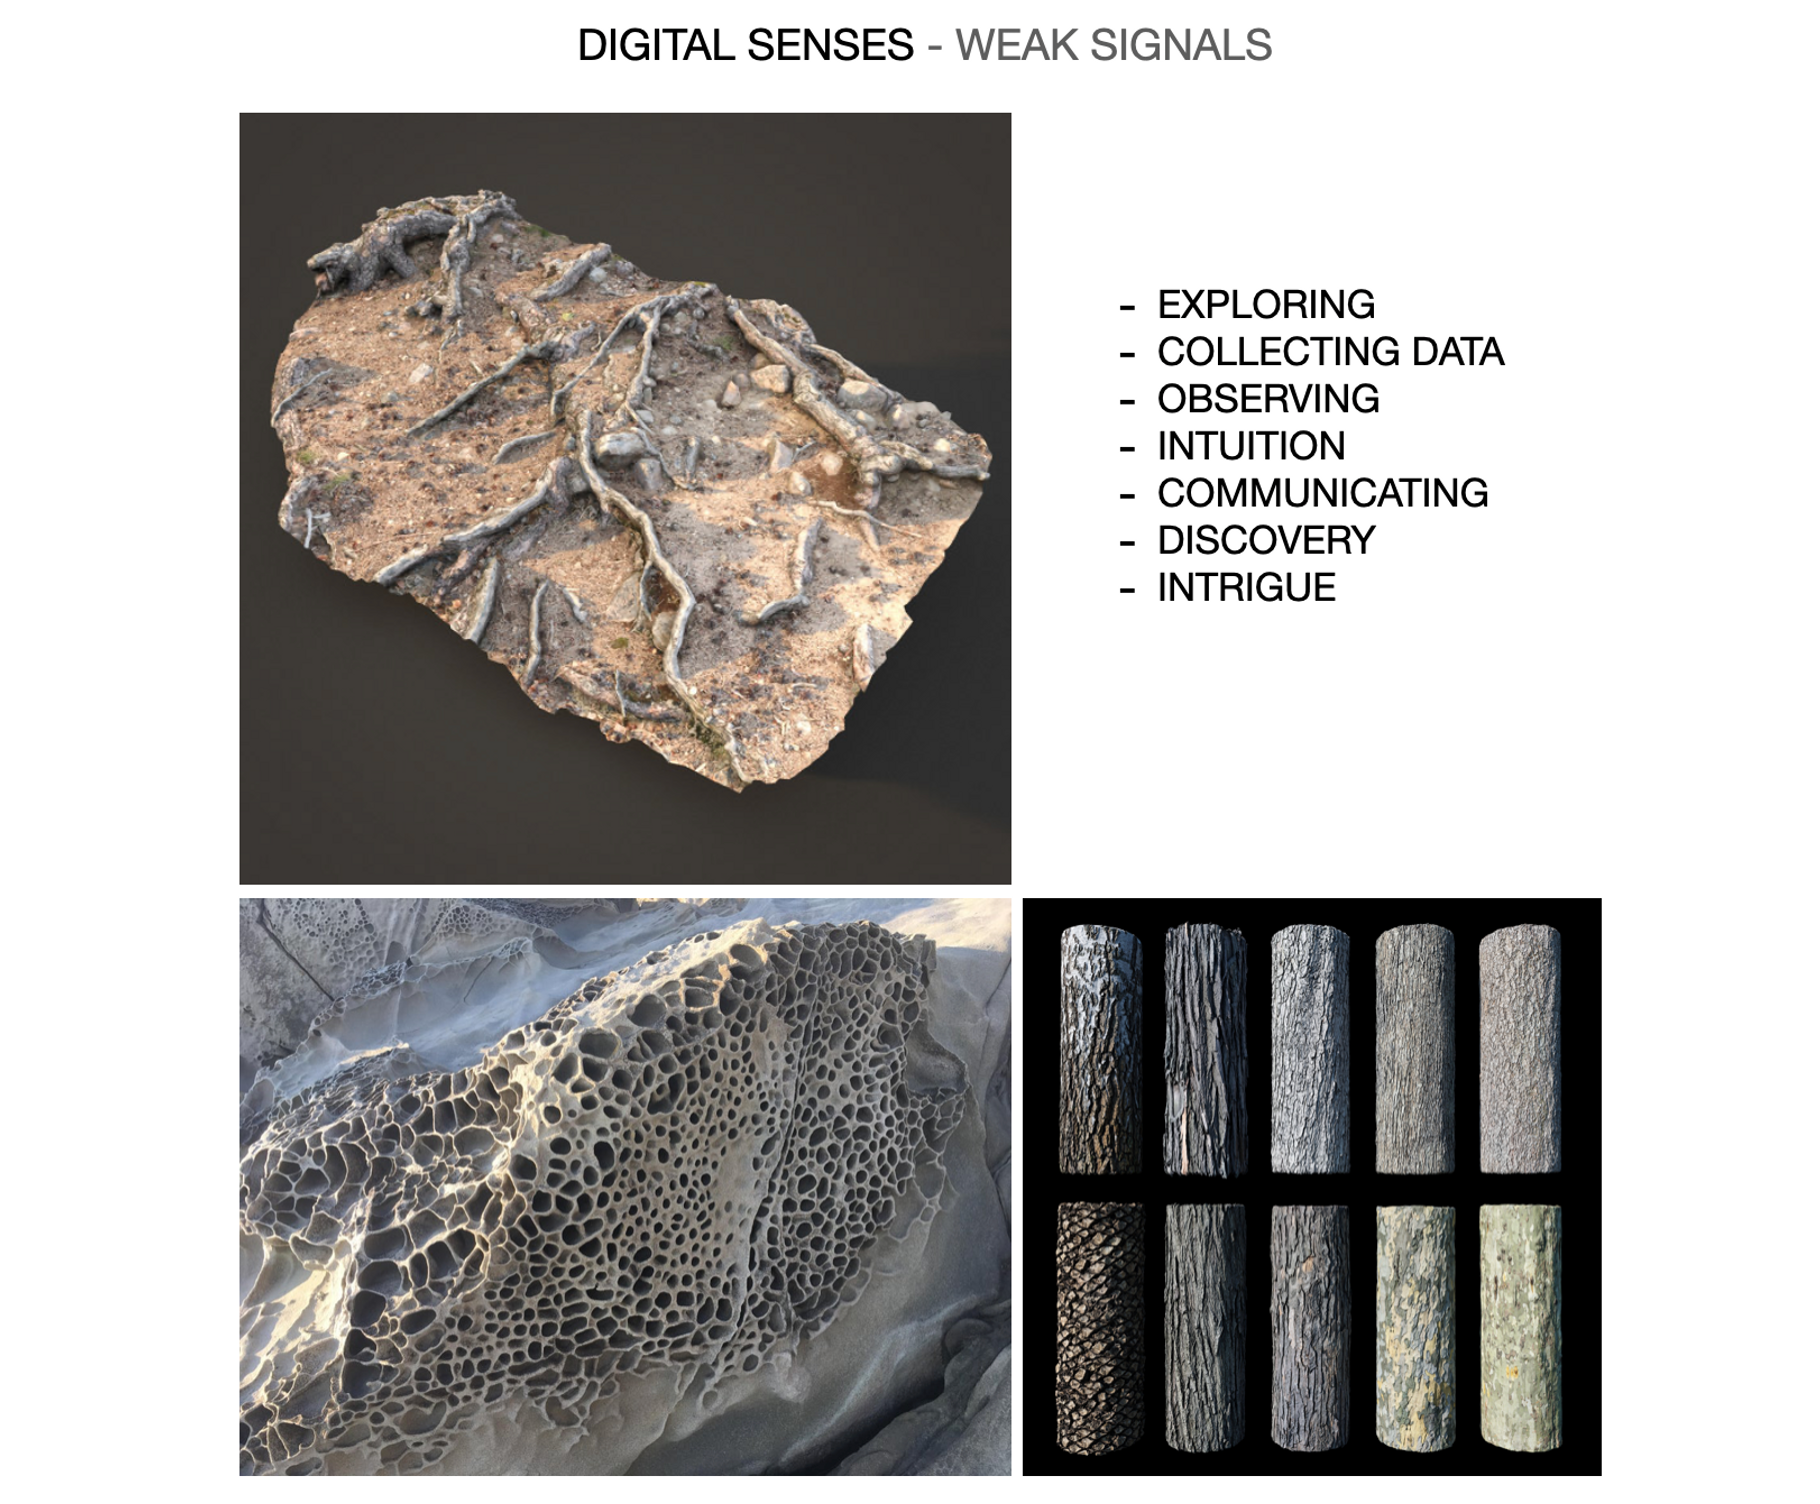 DIGITAL SENSES - WEAK SIGNALS
- EXPLORING
- COLLECTING DATA
- OBSERVING
- INTUITION
- COMMUNICATING
- DISCOVERY
- INTRIGUE